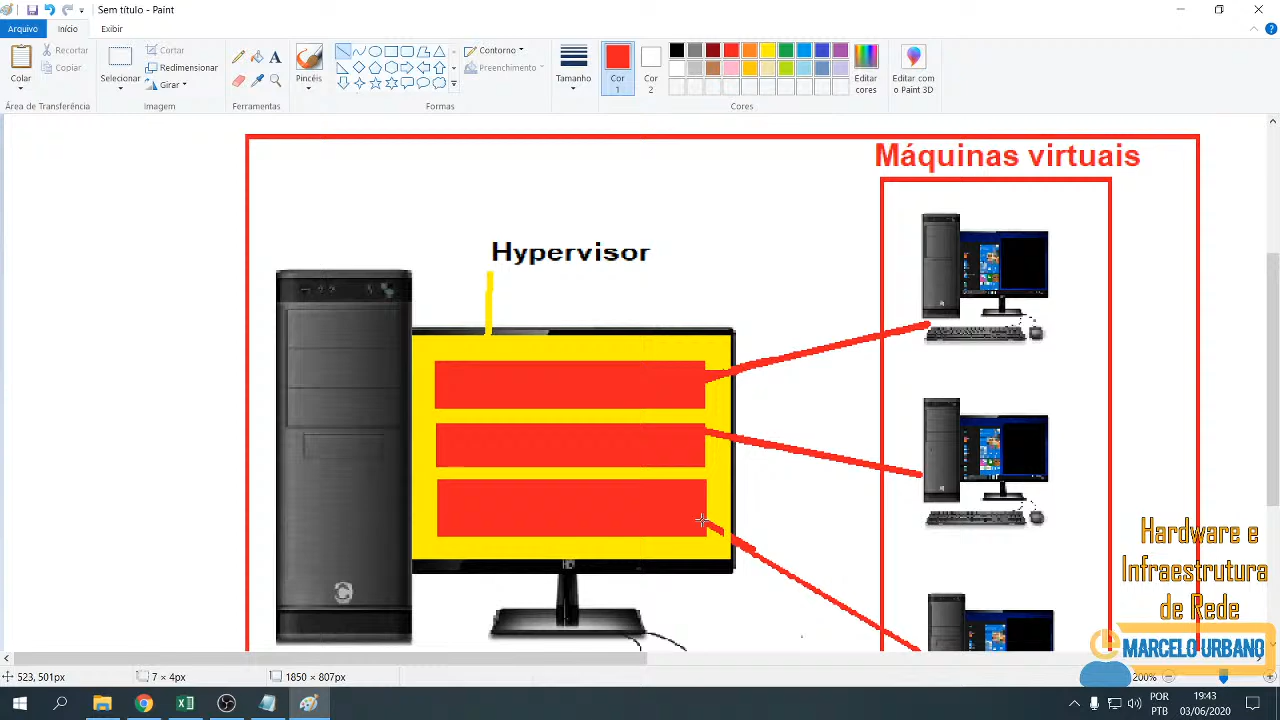 Sem título - Paint
Arquivo
Início
Exibir
Colar
Recortar
Copiar
Selecionar
Cortar
Redimensionar
Girar
Pincéis
Contorno
Preenchimento
Tamanho
Cor
1
Cor
2
Editar
cores
Editar com
o Paint 3D
Área de Transferência
Imagem
Ferramentas
Formas
Cores
Máquinas virtuais
Hypervisor
Hardware e
Infraestrutura
de Rede
MARCELO URBANO
523, 501px
7 × 4px
1850 × 807px
200%
POR
PTB
19:43
03/06/2020